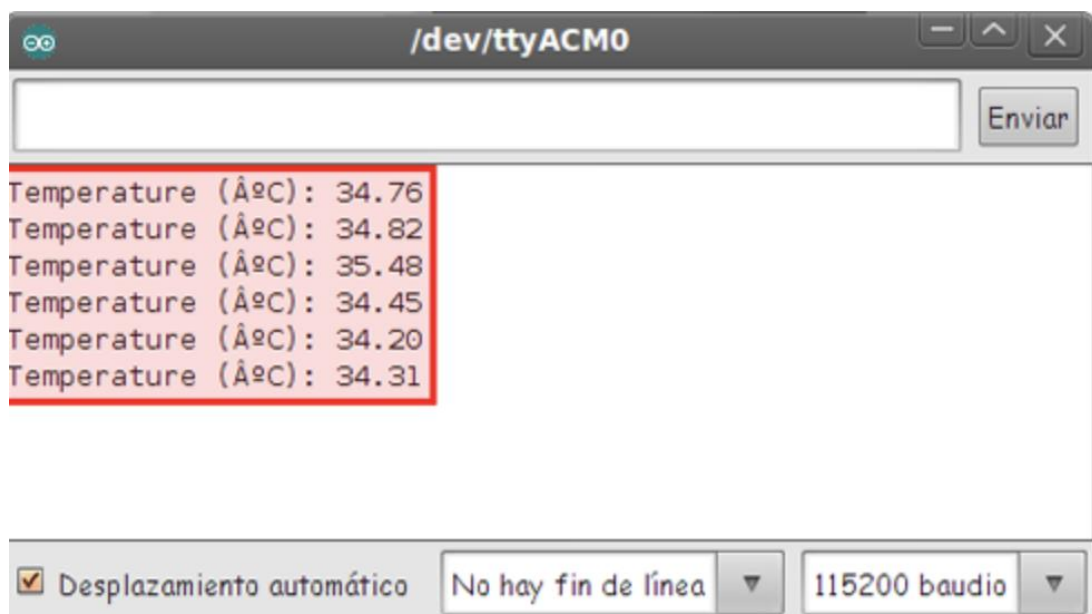 /dev/ttyACM0
Enviar
Temperature (ÂºC): 34.76
Temperature (ÂºC): 34.82
Temperature (ÂºC): 35.48
Temperature (ÂºC): 34.45
Temperature (ÂºC): 34.20
Temperature (ÂºC): 34.31
Desplazamiento automático No hay fin de línea 115200 baudio